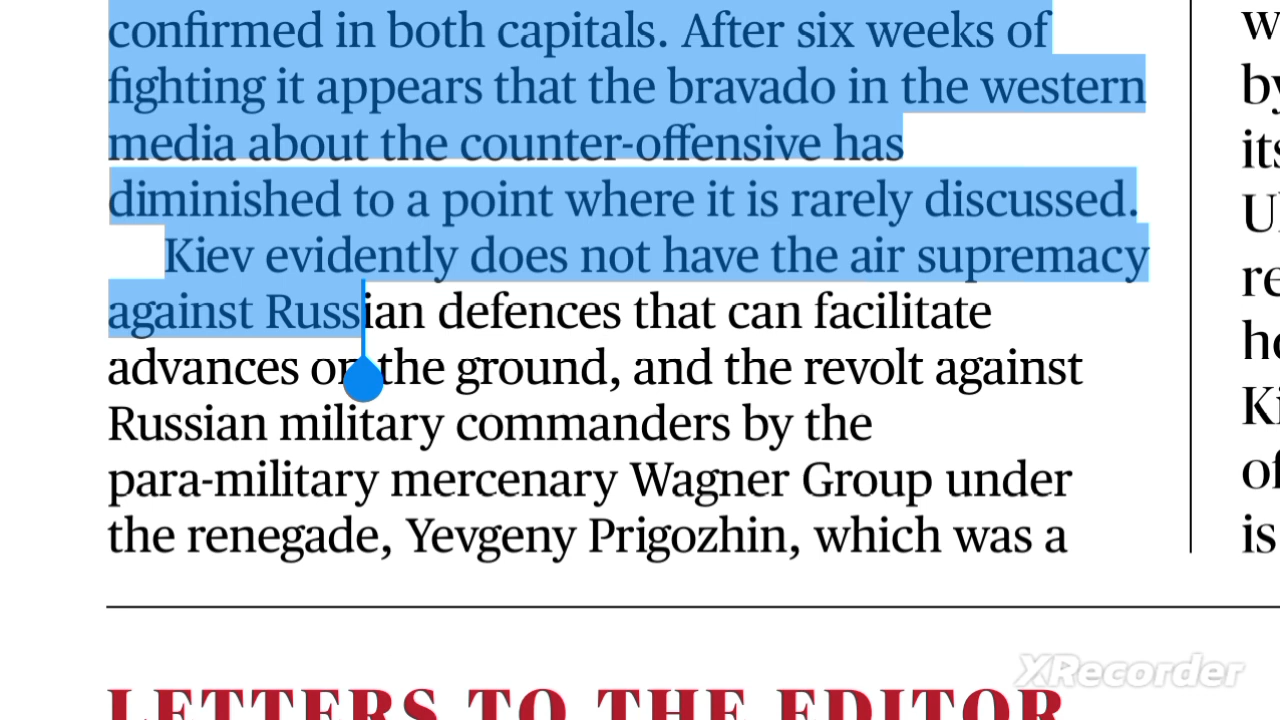 confirmed in both capitals. After six weeks of
fighting it appears that the bravado in the western
media about the counter-offensive has
diminished to a point where it is rarely discussed.
Kiev evidently does not have the air supremacy
against Russian defences that can facilitate
advances on the ground, and the revolt against
Russian military commanders by the
para-military mercenary Wagner Group under
the renegade, Yevgeny Prigozhin, which was a
LETTERS TO THE EDITOR
XRecorder